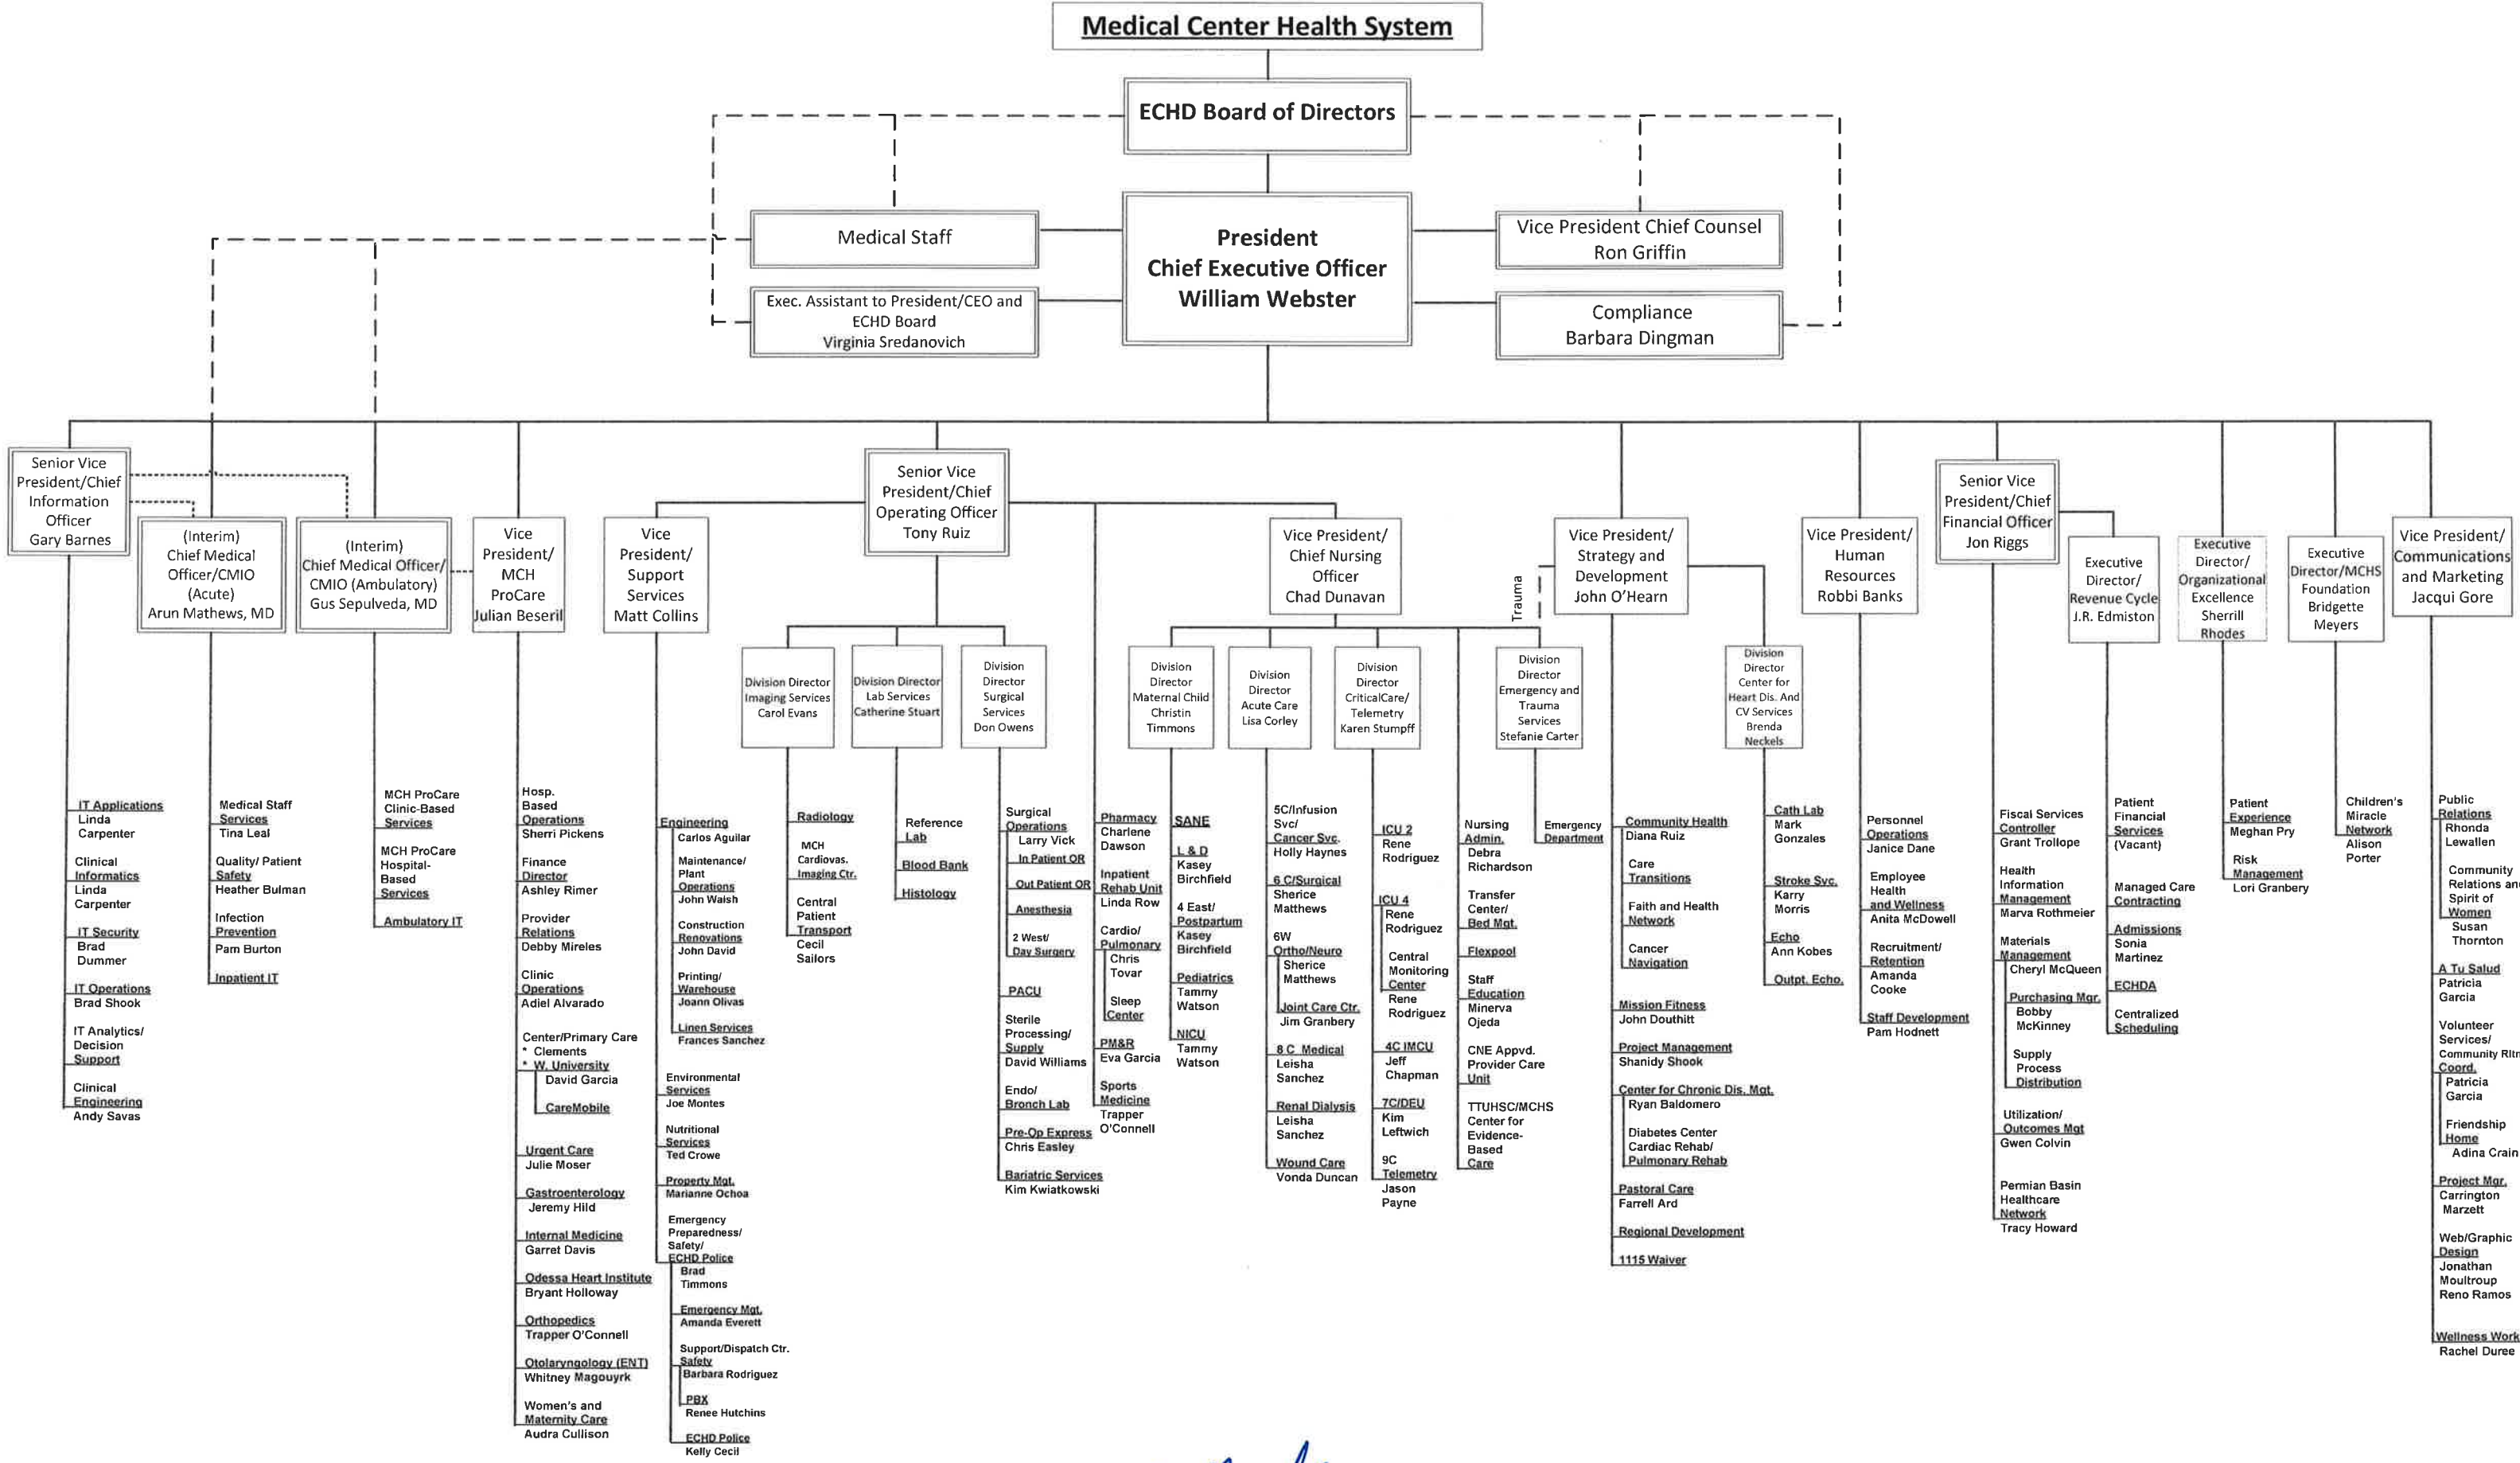 Medical Center Health System
ECHD Board of Directors
Medical Staff
President
Chief Executive Officer
William Webster
Vice President Chief Counsel
Ron Griffin
Exec. Assistant to President/CEO and
ECHD Board
Virginia Sredanovich
Compliance
Barbara Dingman
Senior Vice
President/Chief
Information
Officer
Gary Barnes
(Interim)
Chief Medical
Officer/CMIO
(Acute)
Arun Mathews, MD
(Interim)
Chief Medical Officer/
CMIO (Ambulatory)
Gus Sepulveda, MD
Vice
President/
MCH
ProCare
Julian Beseril
Vice
President/
Support
Services
Matt Collins
Senior Vice
President/Chief
Operating Officer
Tony Ruiz
Vice President/
Chief Nursing
Officer
Chad Dunavan
Trauma
Vice President/
Strategy and
Development
John O'Hearn
Vice President/
Human
Resources
Robbi Banks
Senior Vice
President/Chief
Financial Officer
Jon Riggs
Executive
Director/
Revenue Cycle
J.R. Edmiston
Executive
Director/
Organizational
Excellence
Sherrill
Rhodes
Executive
Director/MCHS
Foundation
Bridgette
Meyers
Vice President/
Communications
and Marketing
Jacqui Gore
Division Director
Imaging Services
Carol Evans
Division Director
Lab Services
Catherine Stuart
Division
Director
Surgical
Services
Don Owens
Division
Director
Maternal Child
Christin
Timmons
Division
Director
Acute Care
Lisa Corley
Division
Director
CriticalCare/
Telemetry
Karen Stumpff
Division
Director
Emergency and
Trauma
Services
Stefanie Carter
Division
Director
Center for
Heart Dis. And
CV Services
Brenda
Neckels
IT Applications
Linda
Carpenter
Clinical
Informatics
Linda
Carpenter
IT Security
Brad
Dummer
IT Operations
Brad Shook
IT Analytics/
Decision
Support
Clinical
Engineering
Andy Savas
Medical Staff
Services
Tina Leal
Quality/ Patient
Safety
Heather Bulman
Infection
Prevention
Pam Burton
Inpatient IT
MCH ProCare
Clinic-Based
Services
MCH ProCare
Hospital-
Based
Services
Ambulatory IT
Hosp.
Based
Operations
Sherri Pickens
Finance
Director
Ashley Rimer
Provider
Relations
Debby Mireles
Clinic
Operations
Adiel Alvarado
Center/Primary Care
* Clements
* W. University
David Garcia
CareMobile
Urgent Care
Julie Moser
Gastroenterology
Jeremy Hild
Internal Medicine
Garret Davis
Odessa Heart Institute
Bryant Holloway
Orthopedics
Trapper O'Connell
Otolaryngology (ENT)
Whitney Magouyrk
Women's and
Maternity Care
Audra Cullison
Engineering
Carlos Aguilar
Maintenance/
Plant
Operations
John Walsh
Construction
Renovations
John David
Printing/
Warehouse
Joann Olivas
Linen Services
Frances Sanchez
Environmental
Services
Joe Montes
Nutritional
Services
Ted Crowe
Property Mgt.
Marianne Ochoa
Emergency
Preparedness/
Safety/
ECHD Police
Brad
Timmons
Emergency Mgt.
Amanda Everett
Support/Dispatch Ctr.
Safety
Barbara Rodriguez
PBX
Renee Hutchins
ECHD Police
Kelly Cecil
Radiology
MCH
Cardiovas.
Imaging Ctr.
Central
Patient
Transport
Cecil
Sailors
Reference
Lab
Blood Bank
Histology
Surgical
Operations
Larry Vick
In Patient OR
Out Patient OR
Anesthesia
2 West/
Day Surgery
PACU
Sterile
Processing/
Supply
David Williams
Endo/
Bronch Lab
Pre-Op Express
Chris Easley
Bariatric Services
Kim Kwiatkowski
Pharmacy
Charlene
Dawson
Inpatient
Rehab Unit
Linda Row
Cardio/
Pulmonary
Chris
Tovar
Sleep
Center
PM&R
Eva Garcia
Sports
Medicine
Trapper
O'Connell
SANE
L & D
Kasey
Birchfield
4 East/
Postpartum
Kasey
Birchfield
Pediatrics
Tammy
Watson
NICU
Tammy
Watson
5C/Infusion
Svc/
Cancer Svc.
Holly Haynes
6 C/Surgical
Sherice
Matthews
6W
Ortho/Neuro
Sherice
Matthews
Joint Care Ctr.
Jim Granbery
8 C Medical
Leisha
Sanchez
Renal Dialysis
Leisha
Sanchez
Wound Care
Vonda Duncan
ICU 2
Rene
Rodriguez
ICU 4
Rene
Rodriguez
Central
Monitoring
Center
Rene
Rodriguez
4C IMCU
Jeff
Chapman
7C/DEU
Kim
Leftwich
9C
Telemetry
Jason
Payne
Nursing
Admin.
Debra
Richardson
Transfer
Center/
Bed Mgt.
Flexpool
Staff
Education
Minerva
Ojeda
CNE Appvd.
Provider Care
Unit
TTUHSC/MCHS
Center for
Evidence-
Based
Care
Emergency
Department
Community Health
Diana Ruiz
Care
Transitions
Faith and Health
Network
Cancer
Navigation
Mission Fitness
John Douthitt
Project Management
Shanidy Shook
Center for Chronic Dis. Mgt.
Ryan Baldomero
Diabetes Center
Cardiac Rehab/
Pulmonary Rehab
Pastoral Care
Farrell Ard
Regional Development
1115 Waiver
Cath Lab
Mark
Gonzales
Stroke Svc.
Karry
Morris
Echo
Ann Kobes
Outpt. Echo.
Personnel
Operations
Janice Dane
Employee
Health
and Wellness
Anita McDowell
Recruitment/
Retention
Amanda
Cooke
Staff Development
Pam Hodnett
Fiscal Services
Controller
Grant Trollope
Health
Information
Management
Marva Rothmeier
Materials
Management
Cheryl McQueen
Purchasing Mgr.
Bobby
McKinney
Supply
Process
Distribution
Utilization/
Outcomes Mgt
Gwen Colvin
Permian Basin
Healthcare
Network
Tracy Howard
Patient
Financial
Services
(Vacant)
Managed Care
Contracting
Admissions
Sonia
Martinez
ECHDA
Centralized
Scheduling
Patient
Experience
Meghan Pry
Risk
Management
Lori Granbery
Children's
Miracle
Network
Alison
Porter
Public
Relations
Rhonda
Lewallen
Community
Relations an
Spirit of
Women
Susan
Thornton
A Tu Salud
Patricia
Garcia
Volunteer
Services/
Community Rltn
Coord.
Patricia
Garcia
Friendship
Home
Adina Crain
Project Mgr.
Carrington
Marzett
Web/Graphic
Design
Jonathan
Moultroup
Reno Ramos
Wellness Work
Rachel Duree